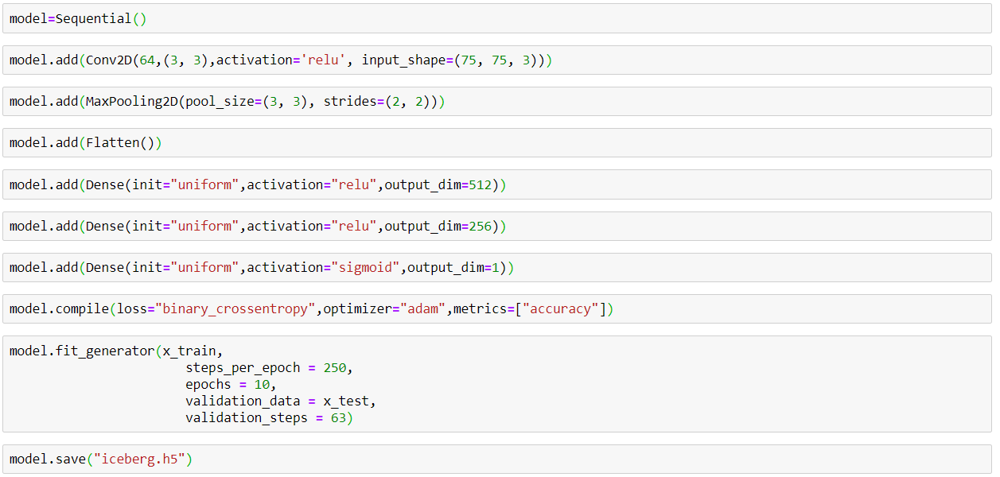 model=Sequential()
model.add(Conv2D(64,(3, 3),activation='relu', input_shape=(75, 75, 3)))
model.add(MaxPooling2D(pool_size=(3, 3), strides=(2, 2)))
model.add(Flatten())
model.add(Dense(init="uniform",activation="relu",output_dim=512))
model.add(Dense(init="uniform",activation="relu",output_dim=256))
model.add(Dense(init="uniform",activation="sigmoid",output_dim=1))
model.compile(loss="binary_crossentropy",optimizer="adam",metrics=["accuracy"])
model.fit_generator(x_train,
steps_per_epoch = 250,
epochs = 10,
validation_data = x_test,
validation_steps = 63)
model.save("iceberg.h5")